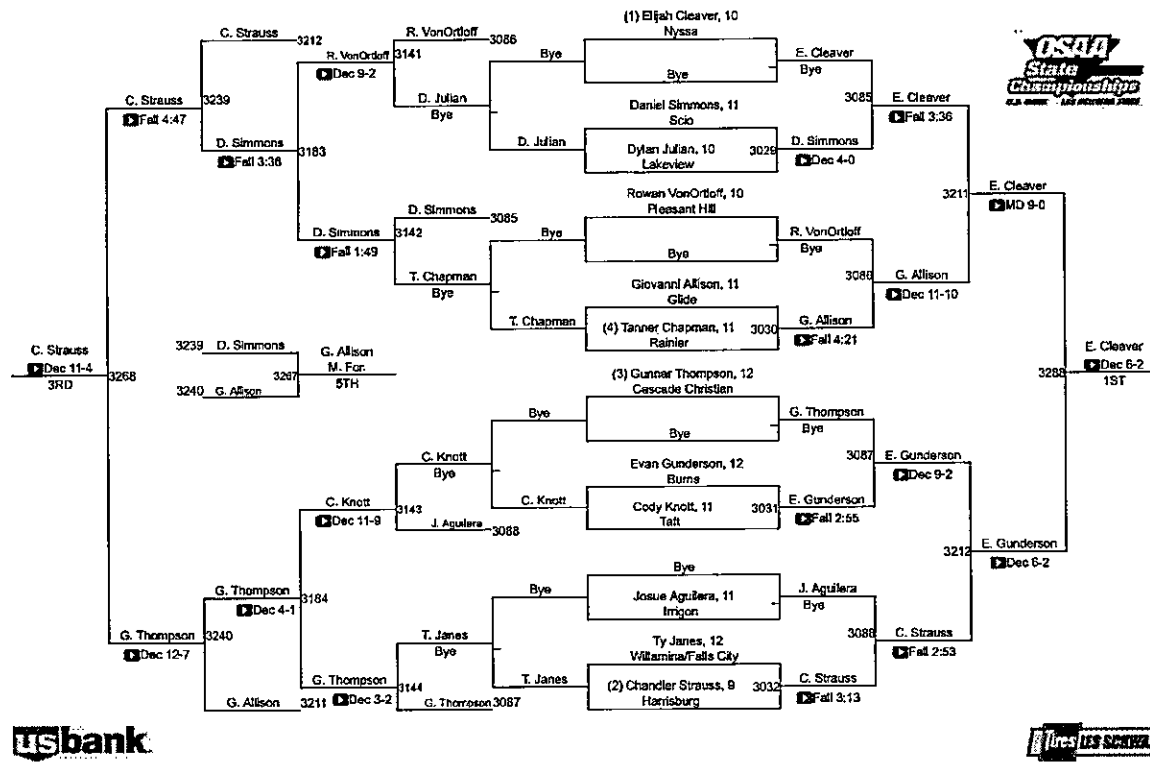 OSAA
State
Championships
U.S. BANK LES SCHWAB TIRES
(1) Elijah Cleaver, 10
Nyssa
Bye
Daniel Simmons, 11
Scio
Dylan Julian, 10
Lakeview
3029
Rowan VonOrtloff, 10
Pleasant Hill
Bye
Giovanni Allison, 11
Glide
(4) Tanner Chapman, 11
Rainier
3030
(3) Gunnar Thompson, 12
Cascade Christian
Bye
Evan Gunderson, 12
Burns
Cody Knott, 11
Taft
3031
Bye
Josue Aguilera, 11
Irrigon
Ty Janes, 12
Willamina/Falls City
(2) Chandler Strauss, 9
Harrisburg
3032
E. Cleaver
Bye
3085
D. Simmons
Dec 4-0
R. VonOrtloff
Bye
3086
G. Allison
Fall 4:21
G. Thompson
Bye
3087
E. Gunderson
Fall 2:55
J. Aguilera
Bye
3088
C. Strauss
Fall 3:13
E. Cleaver
Fall 3:36
3211
G. Allison
Dec 11-10
E. Gunderson
Dec 9-2
3212
C. Strauss
Fall 2:53
E. Cleaver
MD 9-0
3288
E. Gunderson
Dec 6-2
E. Cleaver
Dec 6-2
1ST
Bye
D. Julian
Bye
T. Chapman
Bye
C. Knott
Bye
T. Janes
R. VonOrtloff
3086
3141
D. Julian
Bye
D. Simmons
3085
3142
T. Chapman
Bye
C. Knott
Bye
3143
J. Aguilera
3088
T. Janes
Bye
3144
G. Thompson
3087
R. VonOrtloff
Dec 9-2
3183
D. Simmons
Fall 1:49
C. Knott
Dec 11-9
3184
G. Thompson
Dec 3-2
C. Strauss
3212
3239
D. Simmons
Fall 3:36
G. Thompson
Dec 4-1
3240
G. Allison
3211
C. Strauss
Fall 4:47
3268
G. Thompson
Dec 12-7
C. Strauss
Dec 11-4
3RD
3239
D. Simmons
3267
3240
G. Allison
G. Allison
M. For.
5TH
usbank
Tires LES SCHWAB